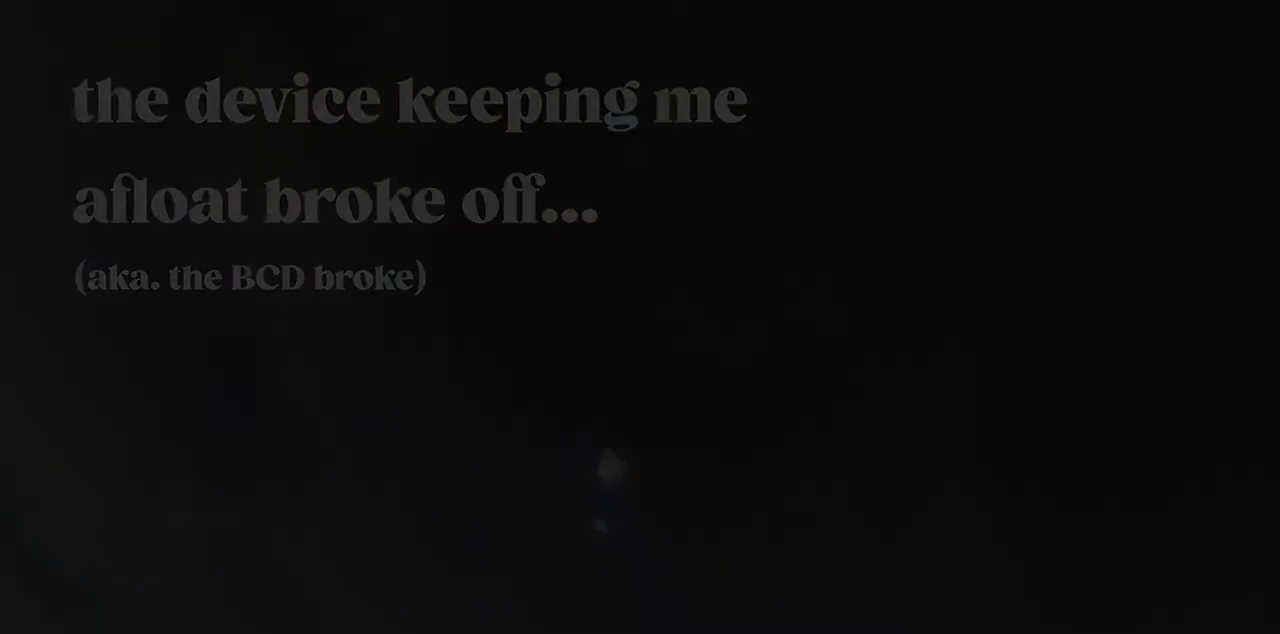 the device keeping me
afloat broke off...
(aka. the BCD broke)